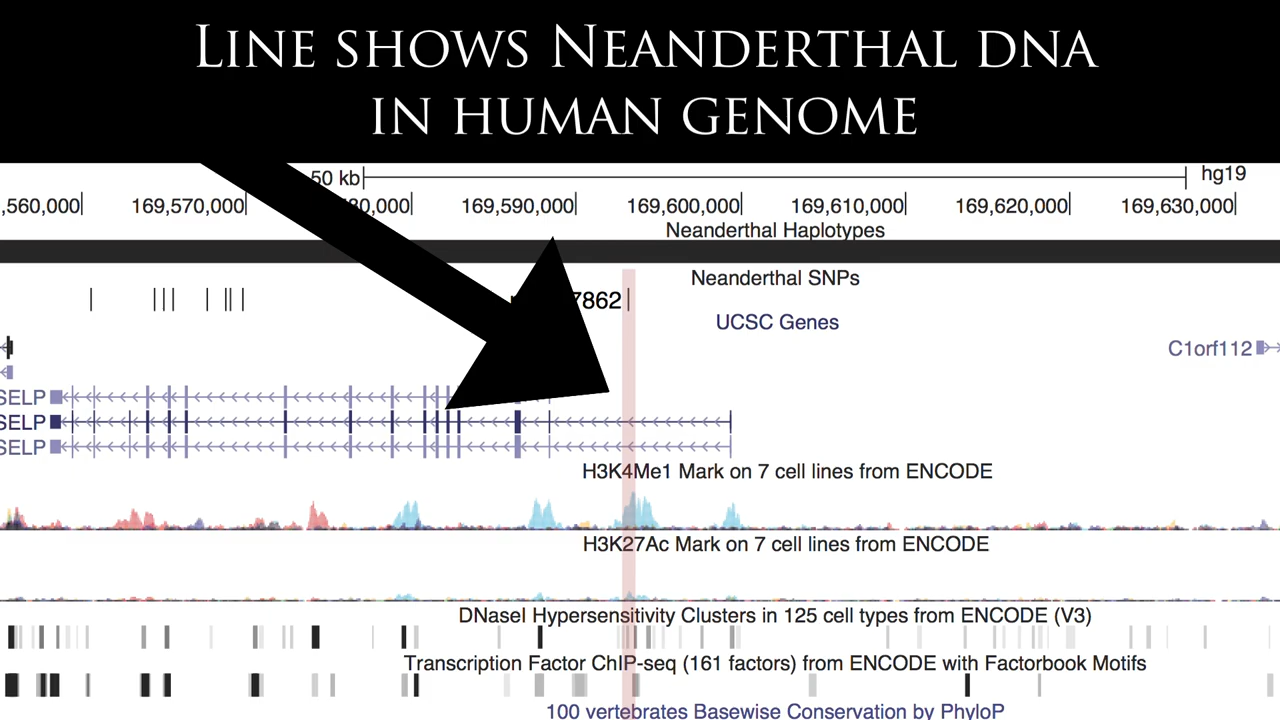 LINE SHOWS NEANDERTHAL DNA
IN HUMAN GENOME
50 kb hg19
,560,000 169,570,000 80,000 169,590,000 169,600,000 169,610,000 169,620,000 169,630,000
Neanderthal Haplotypes
Neanderthal SNPs
7862
UCSC Genes
C1orf112
SELP
SELP
SELP
H3K4Me1 Mark on 7 cell lines from ENCODE
H3K27Ac Mark on 7 cell lines from ENCODE
DNaseI Hypersensitivity Clusters in 125 cell types from ENCODE (V3)
Transcription Factor ChIP-seq (161 factors) from ENCODE with Factorbook Motifs
100 vertebrates Basewise Conservation by PhyloP